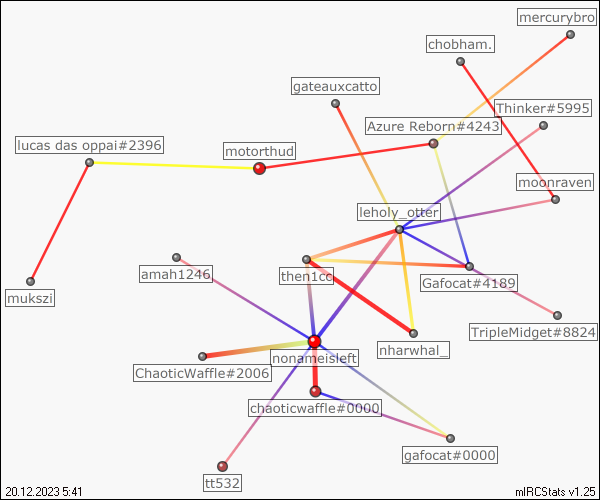 mercurybro
chobham.
gateauxcatto
Thinker#5995
Azure Reborn#4243
lucas das oppai#2396
motorthud
moonraven
leholy_otter
amah1246
then1cc
Gafocat#4189
mukszi
TripleMidget#8824
nharwhal_
nonameisleft
ChaoticWaffle#2006
chaoticwaffle#0000
gafocat#0000
tt532
20.12.2023 5:41
mIRCStats v1.25